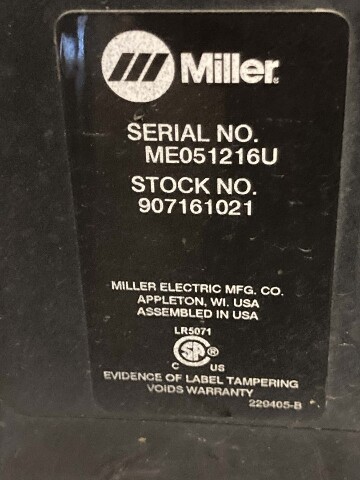 Miller®
SERIAL NO.
ME051216U
STOCK NO.
907161021
MILLER ELECTRIC MFG. CO.
APPLETON, WI. USA
ASSEMBLED IN USA
LR5071
SA ®
C US
EVIDENCE OF LABEL TAMPERING
VOIDS WARRANTY
220405-B